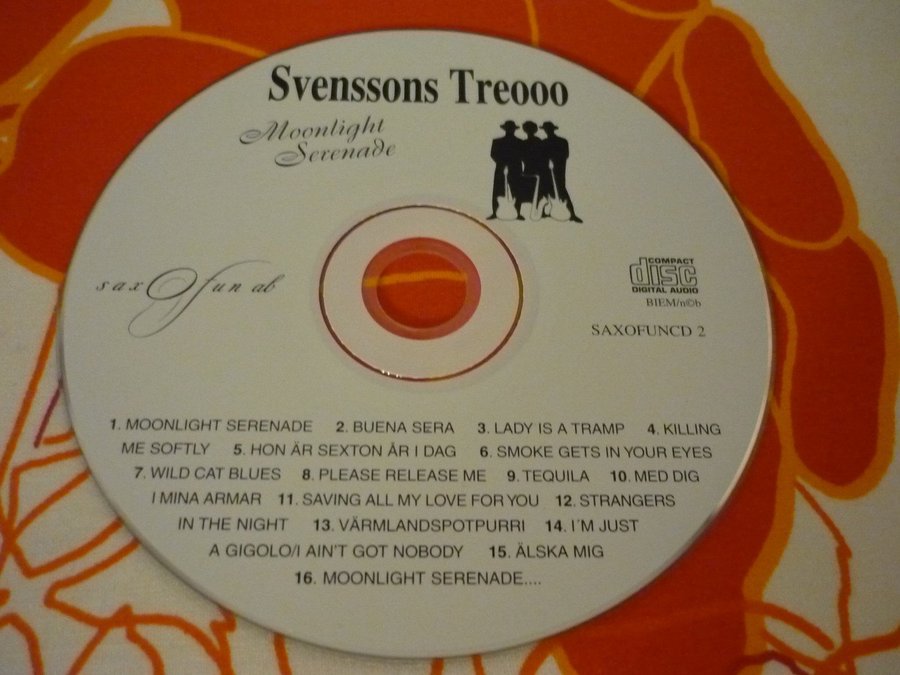 Svenssons Treooo
Moonlight
Serenade
sax O fun ab
COMPACT
disc
DIGITAL AUDIO
BIEM/n©b
SAXOFUNCD 2
1. MOONLIGHT SERENADE 2. BUENA SERA 3. LADY IS A TRAMP 4. KILLING
ME SOFTLY 5. HON ÄR SEXTON ÅR I DAG 6. SMOKE GETS IN YOUR EYES
7. WILD CAT BLUES 8. PLEASE RELEASE ME 9. TEQUILA 10. MED DIG
I MINA ARMAR 11. SAVING ALL MY LOVE FOR YOU 12. STRANGERS
IN THE NIGHT 13. VÄRMLANDSPOTPURRI 14. I´M JUST
A GIGOLO/I AIN'T GOT NOBODY 15. ÄLSKA MIG
16. MOONLIGHT SERENADE....